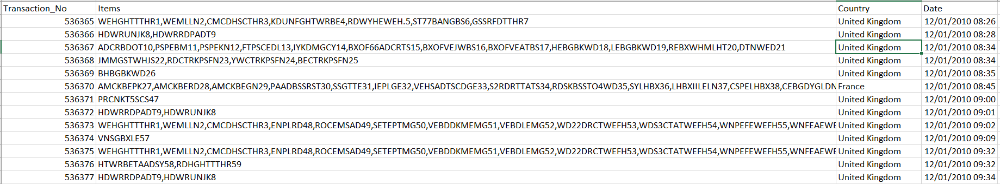 Transaction_No Items Country Date
536365 WEHGHTTTHR1,WEMLLN2,CMCDHSCTHR3,KDUNFGHTWRBE4,RDWYHEWEH.5,ST77BANGBS6,GSSRFDTTHR7 United Kingdom 12/01/2010 08:26
536366 HDWRUNJK8,HDWRRDPADT9 United Kingdom 12/01/2010 08:28
536367 ADCRBDOT10,PSPEBM11,PSPEKN12,FTPSCEDL13,IYKDMGCY14,BXOF66ADCRTS15,BXOFVEJWBS16,BXOFVEATBS17,HEBGBKWD18,LEBGBKWD19,REBXWHMLHT20,DTNWED21 United Kingdom 12/01/2010 08:34
536368 JMMGSTWHJS22,RDCTRKPSFN23,YWCTRKPSFN24,BECTRKPSFN25 United Kingdom 12/01/2010 08:34
536369 BHBGBKWD26 United Kingdom 12/01/2010 08:35
536370 AMCKBEPK27,AMCKBERD28,AMCKBEGN29,PAADBSSRST30,SSGTTE31,IEPLGE32,VEHSADTSCDGE33,S2RDRTTATS34,RDSKBSSTO4WD35,SYLHBX36,LHBXIILELN37,CSPELHBX38,CEBGDYGLDN France 12/01/2010 08:45
536371 PRCNKT5SCS47 United Kingdom 12/01/2010 09:00
536372 HDWRRDPADT9,HDWRUNJK8 United Kingdom 12/01/2010 09:01
536373 WEHGHTTTHR1,WEMLLN2,CMCDHSCTHR3,ENPLRD48,ROCEMSAD49,SETEPTMG50,VEBDDKMEMG51,VEBDLEMG52,WD22DRCTWEFH53,WDS3CTATWEFH54,WNPEFEWEFH55,WNFEAEWE United Kingdom 12/01/2010 09:02
536374 VNSGBXLE57 United Kingdom 12/01/2010 09:09
536375 WEHGHTTTHR1,WEMLLN2,CMCDHSCTHR3,ENPLRD48,ROCEMSAD49,SETEPTMG50,VEBDDKMEMG51,VEBDLEMG52,WD22DRCTWEFH53,WDS3CTATWEFH54,WNPEFEWEFH55,WNFEAEWE United Kingdom 12/01/2010 09:32
536376 HTWRBETAADSY58,RDHGHTTTHR59 United Kingdom 12/01/2010 09:32
536377 HDWRRDPADT9,HDWRUNJK8 United Kingdom 12/01/2010 09:34